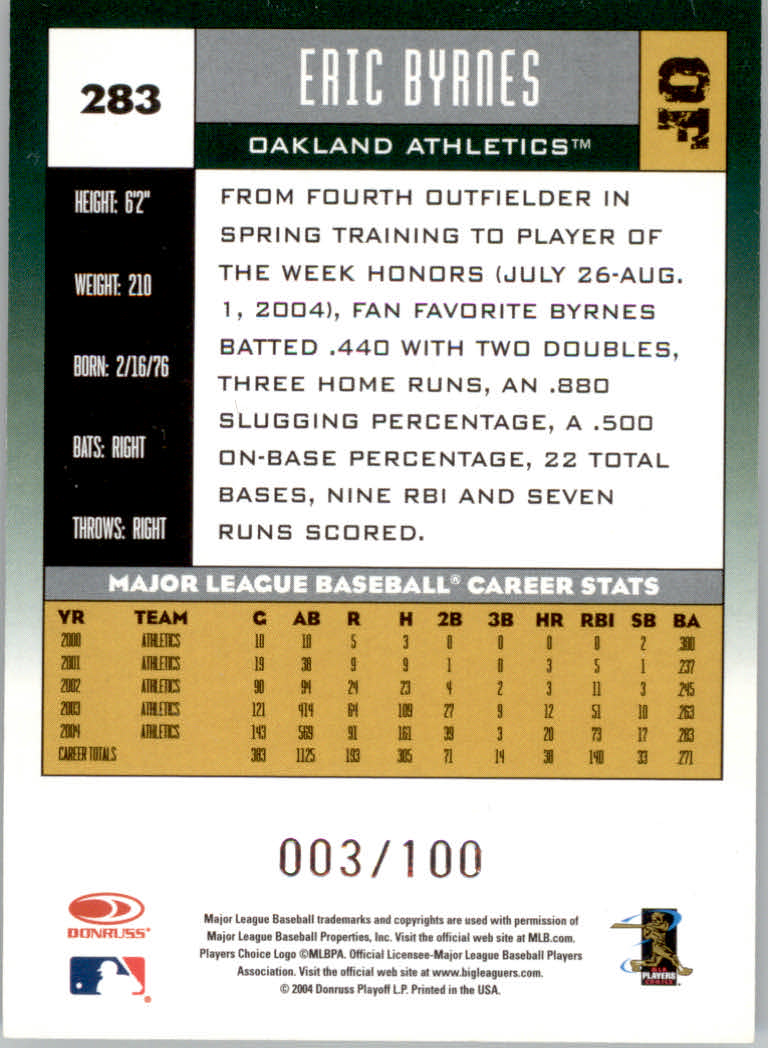 283
ERIC BYRNES
OF
OAKLAND ATHLETICS™
HEIGHT: 6'2"
WEIGHT: 210
BORN: 2/16/76
BATS: RIGHT
THROWS: RIGHT
FROM FOURTH OUTFIELDER IN
SPRING TRAINING TO PLAYER OF
THE WEEK HONORS (JULY 26-AUG.
1, 2004), FAN FAVORITE BYRNES
BATTED .440 WITH TWO DOUBLES,
THREE HOME RUNS, AN .880
SLUGGING PERCENTAGE, A .500
ON-BASE PERCENTAGE, 22 TOTAL
BASES, NINE RBI AND SEVEN
RUNS SCORED.
MAJOR LEAGUE BASEBALL® CAREER STATS
YR TEAM G AB R H 2B 3B HR RBI SB BA
2000 ATHLETICS 10 10 5 3 0 0 0 0 2 .300
2001 ATHLETICS 19 38 9 9 1 0 3 5 1 .237
2002 ATHLETICS 90 94 24 23 4 2 3 11 3 .245
2003 ATHLETICS 121 414 64 109 27 9 12 51 10 .263
2004 ATHLETICS 143 569 91 161 39 3 20 73 17 .283
CAREER TOTALS 383 1125 193 305 71 14 38 140 33 .271
003/100
DONRUSS®
Major League Baseball trademarks and copyrights are used with permission of
Major League Baseball Properties, Inc. Visit the official web site at MLB.com.
Players Choice Logo ©MLBPA. Official Licensee-Major League Baseball Players
Association. Visit the official web site at www.bigleaguers.com.
© 2004 Donruss Playoff L.P. Printed in the USA.
MLB
PLAYERS
CHOICE